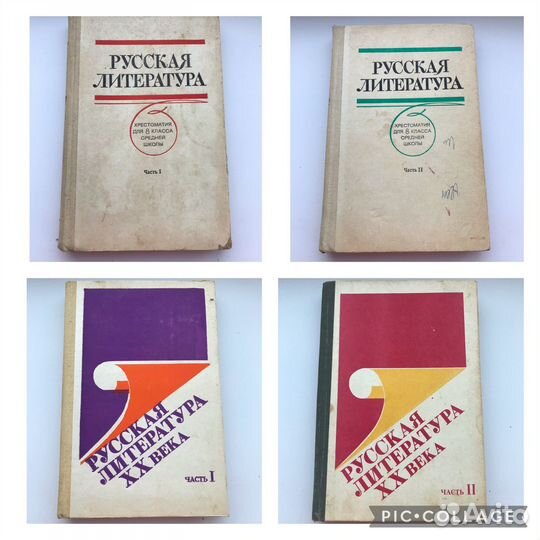 РУССКАЯ
ЛИТЕРАТУРА
ХРЕСТОМАТИЯ
ДЛЯ 8 КЛАССА
СРЕДНЕЙ
ШКОЛЫ
Часть I
РУССКАЯ
ЛИТЕРАТУРА
ХРЕСТОМАТИЯ
ДЛЯ 8 КЛАССА
СРЕДНЕЙ
ШКОЛЫ
Часть II
РУССКАЯ
ЛИТЕРАТУРА
XX ВЕКА
ЧАСТЬ I
РУССКАЯ
ЛИТЕРАТУРА
XX ВЕКА
ЧАСТЬ II
Avito
PIC•COLLAGE